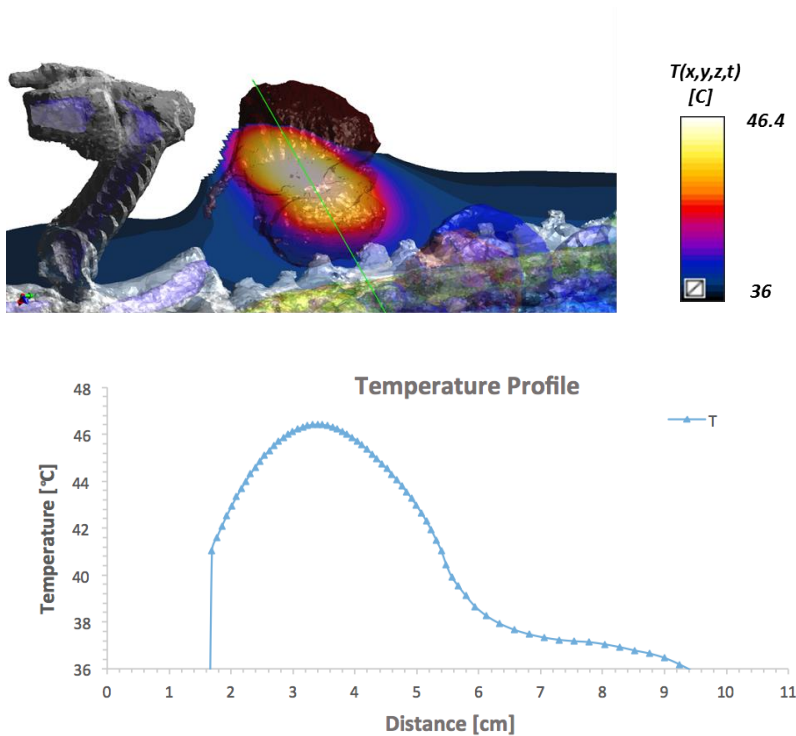 T(x,y,z,t)
[C]
46.4
36
Temperature Profile
T
48
46
44
42
40
38
36
Temperature [°C]
0 1 2 3 4 5 6 7 8 9 10 11
Distance [cm]